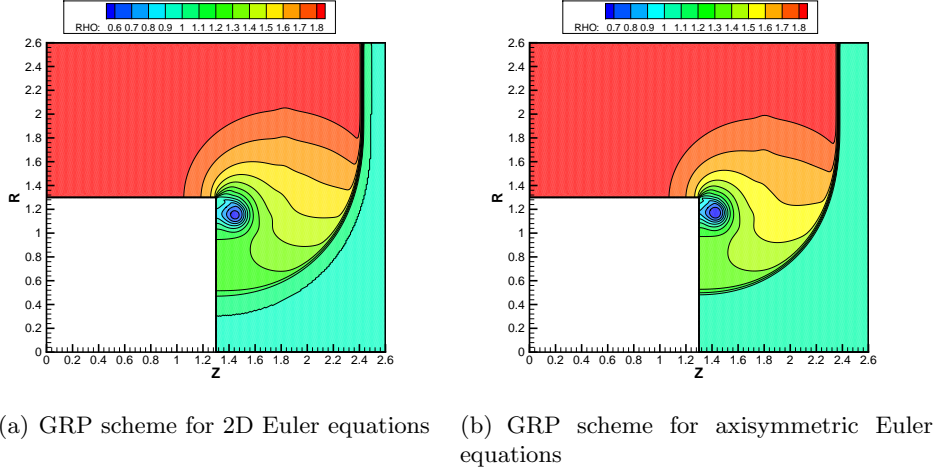 RHO: 0.6 0.7 0.8 0.9 1 1.1 1.2 1.3 1.4 1.5 1.6 1.7 1.8
RHO: 0.7 0.8 0.9 1 1.1 1.2 1.3 1.4 1.5 1.6 1.7 1.8
2.6
2.4
2.2
2
1.8
1.6
1.4
1.2
1
0.8
0.6
0.4
0.2
0
R
0 0.2 0.4 0.6 0.8 1 1.2 1.4 1.6 1.8 2 2.2 2.4 2.6
Z
2.6
2.4
2.2
2
1.8
1.6
1.4
1.2
1
0.8
0.6
0.4
0.2
0
R
0 0.2 0.4 0.6 0.8 1 1.2 1.4 1.6 1.8 2 2.2 2.4 2.6
Z
(a) GRP scheme for 2D Euler equations
(b) GRP scheme for axisymmetric Euler
equations